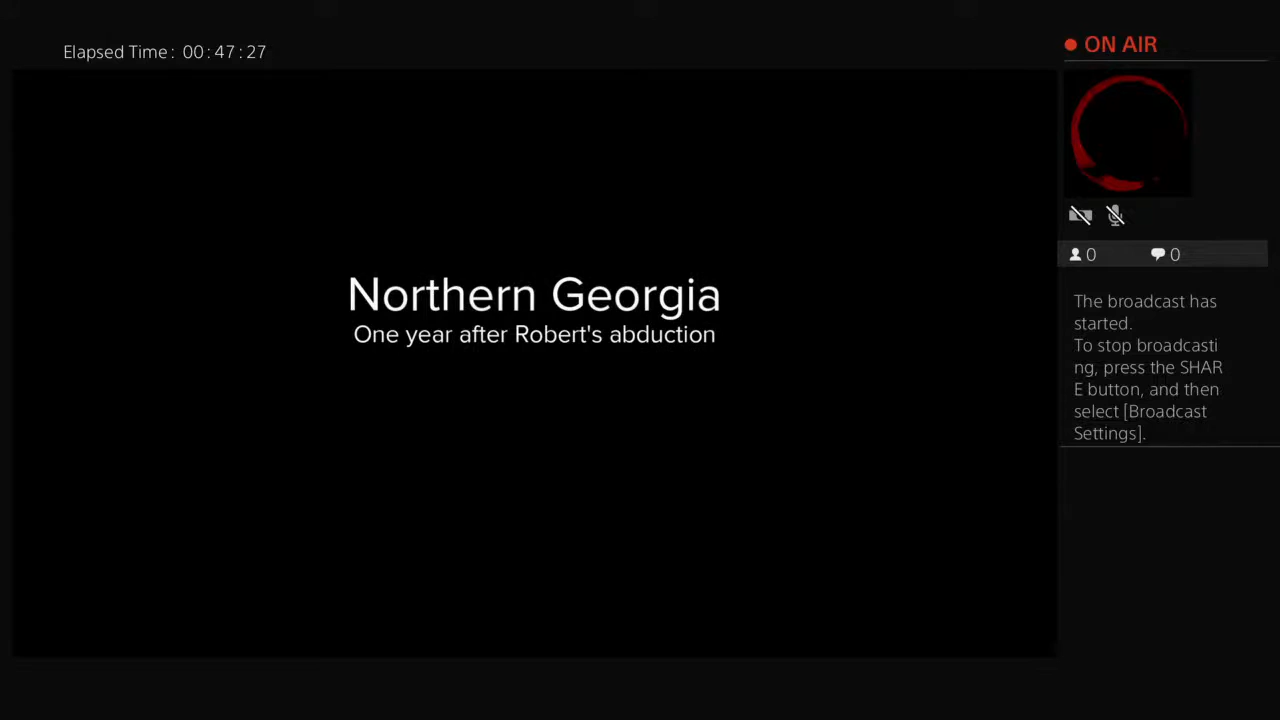 Elapsed Time: 00:47:27
ON AIR
0 0
Northern Georgia
One year after Robert's abduction
The broadcast has
started.
To stop broadcasti
ng, press the SHAR
E button, and then
select [Broadcast
Settings].